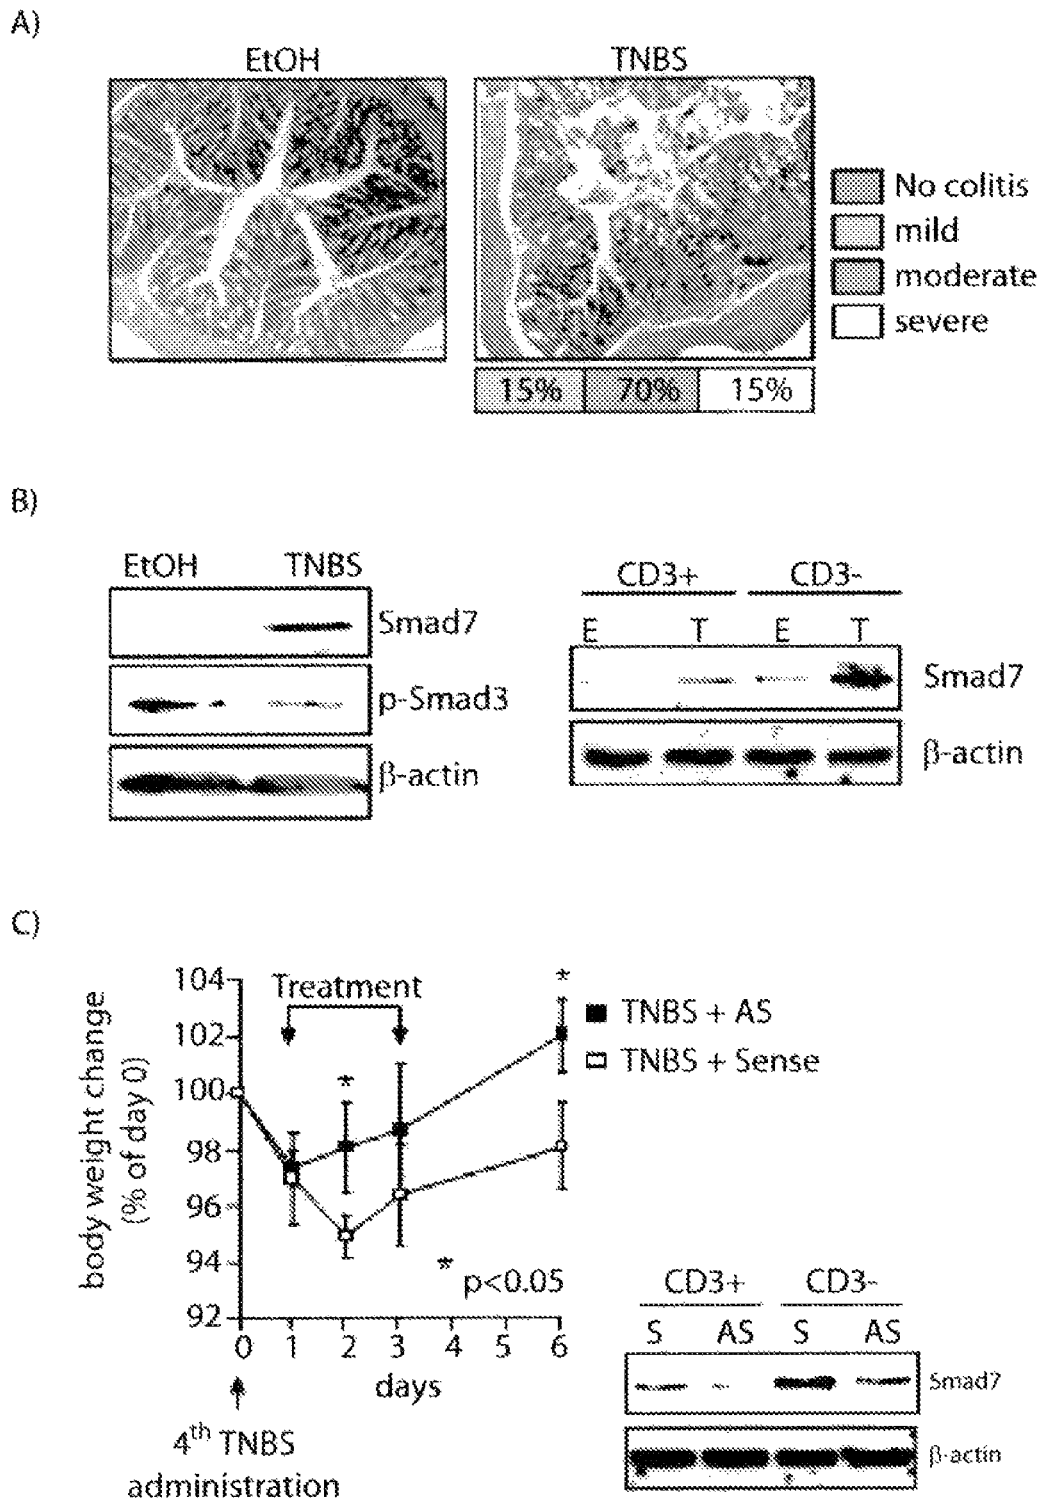 A)
EtOH
TNBS
No colitis
mild
moderate
severe
15% 70% 15%
B)
EtOH TNBS
Smad7
p-Smad3
β-actin
CD3+ CD3-
E T E T
Smad7
β-actin
C)
body weight change
(% of day 0)
104
102
100
98
96
94
92
Treatment
*
*
TNBS + AS
TNBS + Sense
* p<0.05
0 1 2 3 4 5 6
days
4th TNBS
administration
CD3+ CD3-
S AS S AS
Smad7
β-actin